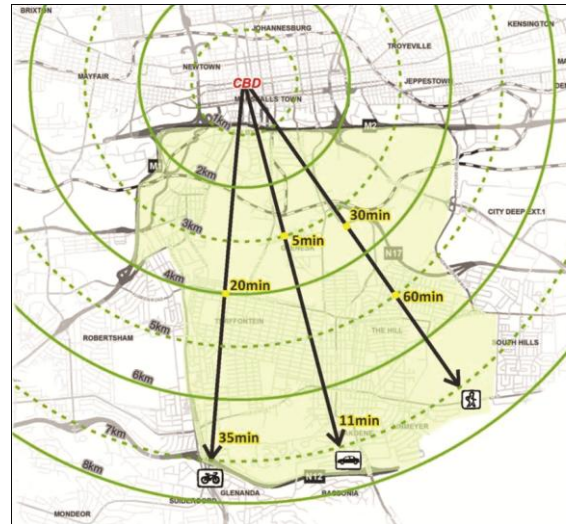 BRIXTON
JOHANNESBURG
KENSINGTON
TROYEVILLE
NEWTOWN
MAYFAIR
CBD
JEPPESTOWN
1km
M2
2km
3km
30min
CITY DEEP EXT.1
5min
N17
4km
20min
60min
5km
THE HILL
ROBERTSHAM
SOUTH HILLS
6km
7km
35min
11min
8km
GLENANDA
BASSONIA
MONDEOR